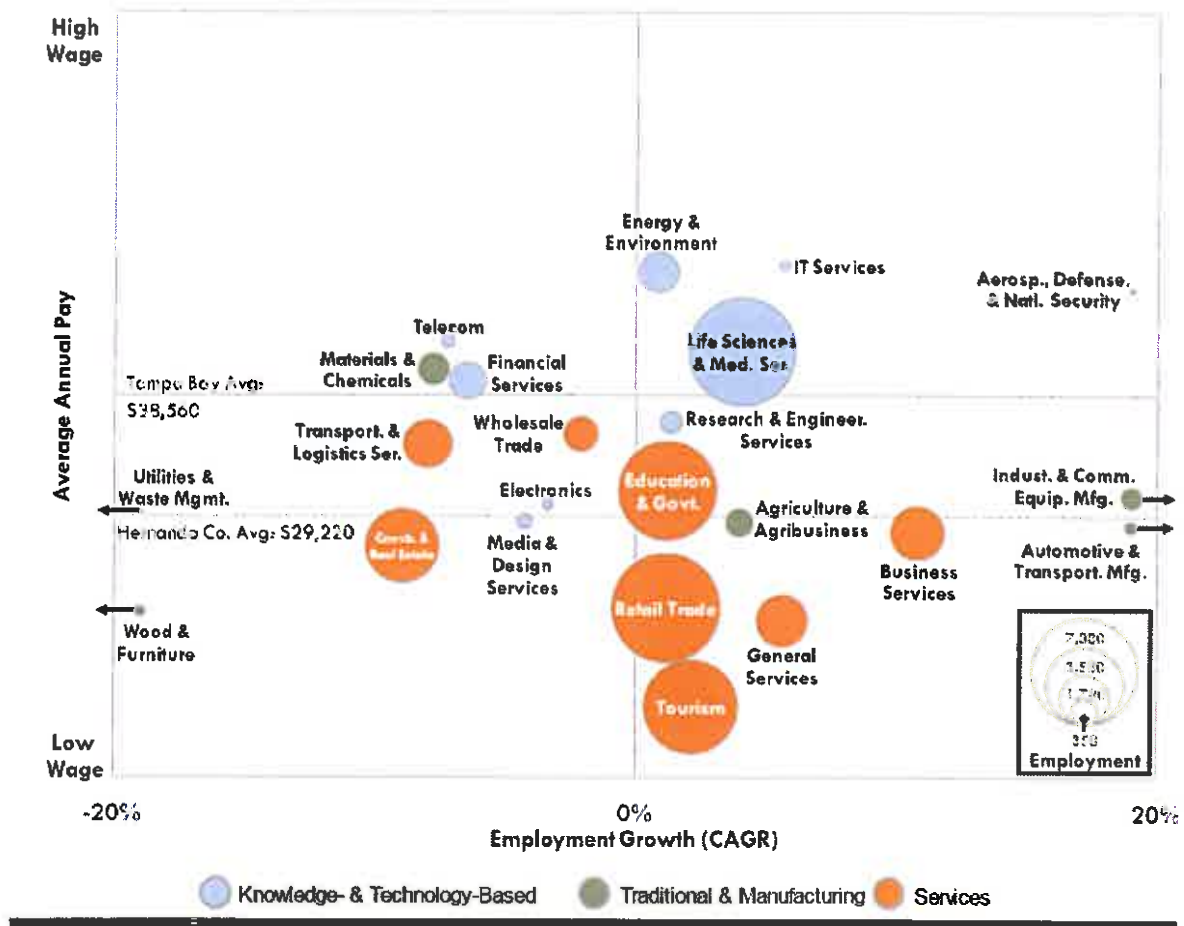 High
Wage
Energy &
Environment
IT Services
Aerosp., Defense.
& Natl. Security
Telecom
Life Sciences
& Med. Ser.
Materials &
Chemicals
Financial
Services
Average Annual Pay
Tampa Bay Avg:
$38,560
Wholesale
Trade
Research & Engineer.
Services
Transport. &
Logistics Ser.
Utilities &
Waste Mgmt.
Electronics
Education
& Govt.
Indust. & Comm.
Equip. Mfg.
Agriculture &
Agribusiness
Hernando Co. Avg: $29,220
Constr. &
Real Estate
Media &
Design
Services
Business
Services
Automotive &
Transport. Mfg.
Wood &
Furniture
Retail Trade
General
Services
Tourism
Employment
Low
Wage
-20%
0%
20%
Employment Growth (CAGR)
Knowledge- & Technology-Based
Traditional & Manufacturing
Services